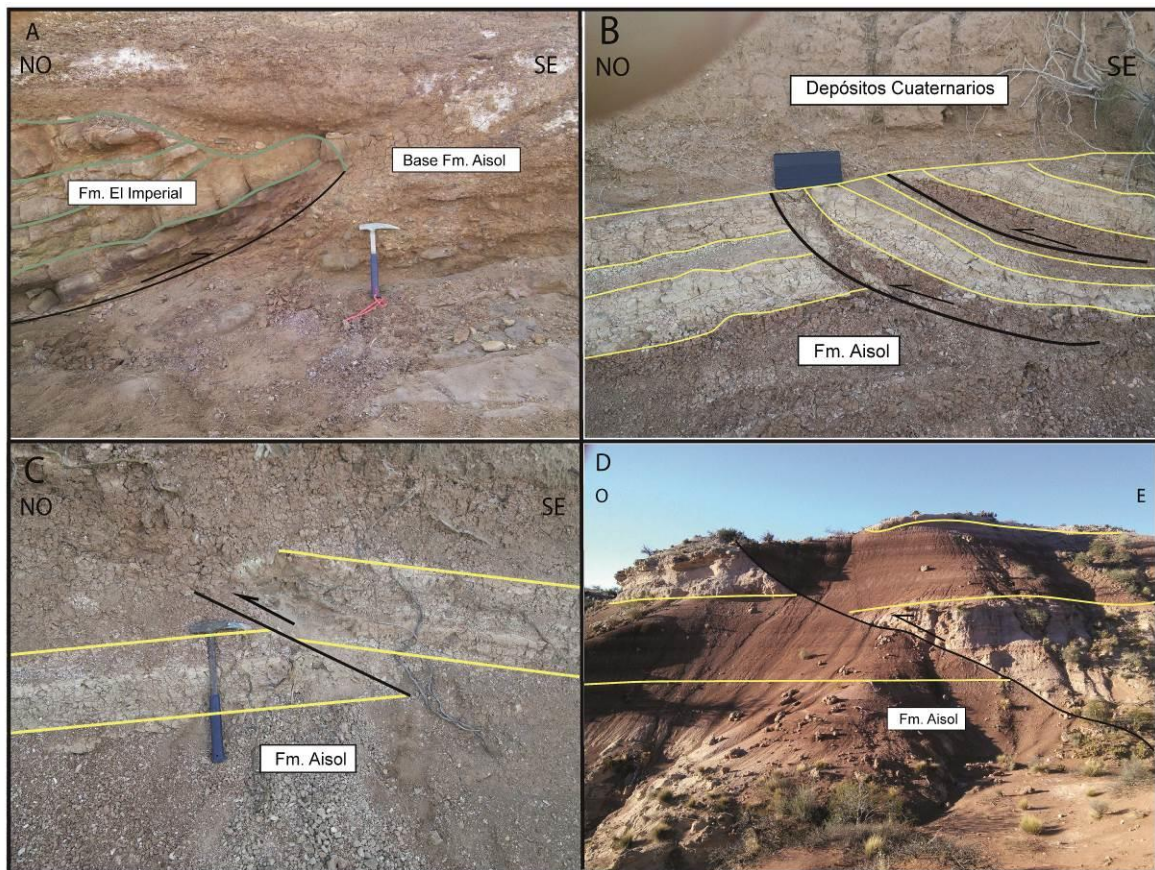 A
NO
SE
Fm. El Imperial
Base Fm. Aisol
B
NO
SE
Depósitos Cuaternarios
Fm. Aisol
C
NO
SE
Fm. Aisol
D
O
E
Fm. Aisol